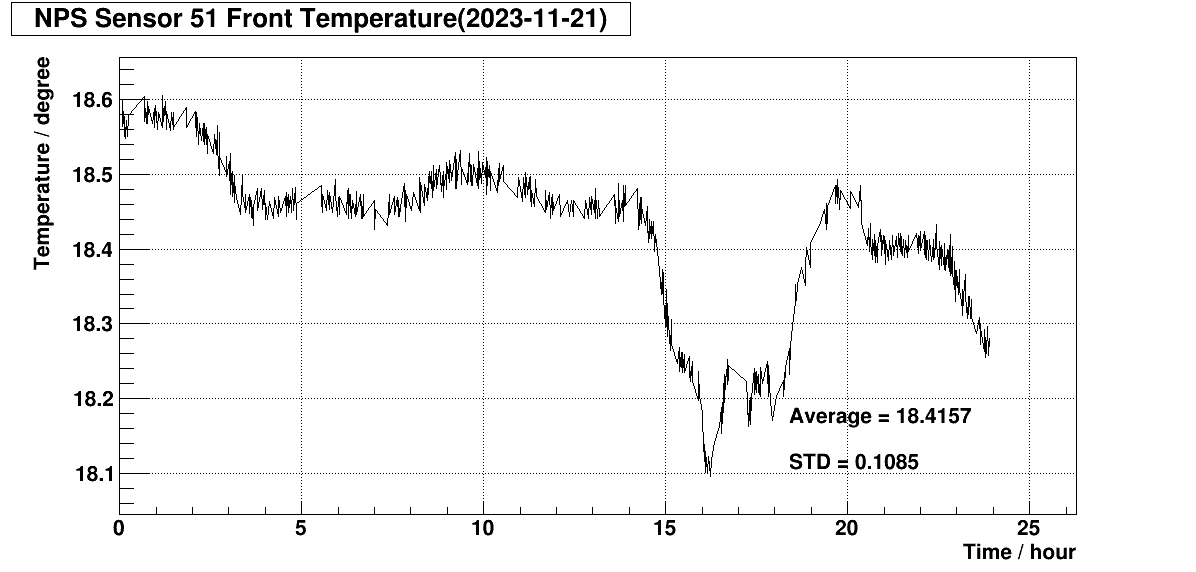 NPS Sensor 51 Front Temperature(2023-11-21)
Temperature / degree
18.6
18.5
18.4
18.3
18.2
18.1
Average = 18.4157
STD = 0.1085
0 5 10 15 20 25
Time / hour